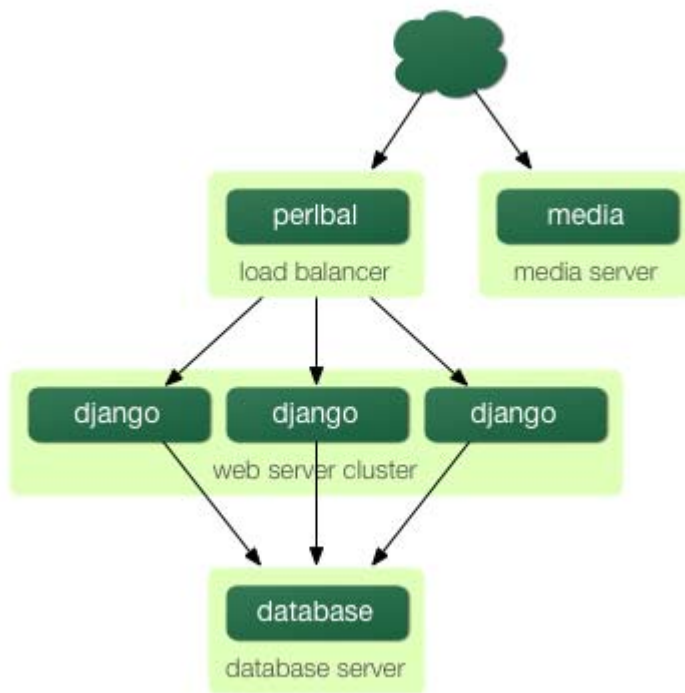 perlbal
load balancer
media
media server
django
django
django
web server cluster
database
database server